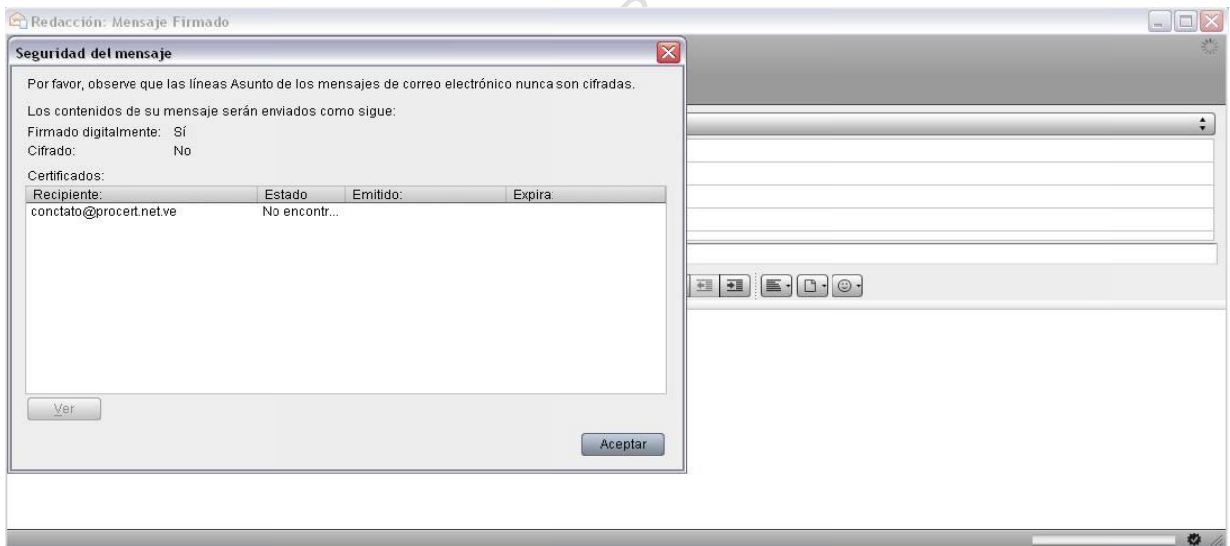 Redacción: Mensaje Firmado
Seguridad del mensaje
Por favor, observe que las líneas Asunto de los mensajes de correo electrónico nunca son cifradas.
Los contenidos de su mensaje serán enviados como sigue:
Firmado digitalmente: Sí
Cifrado: No
Certificados:
Recipiente: Estado Emitido: Expira:
conctato@procert.net.ve No encontr...
Ver
Aceptar